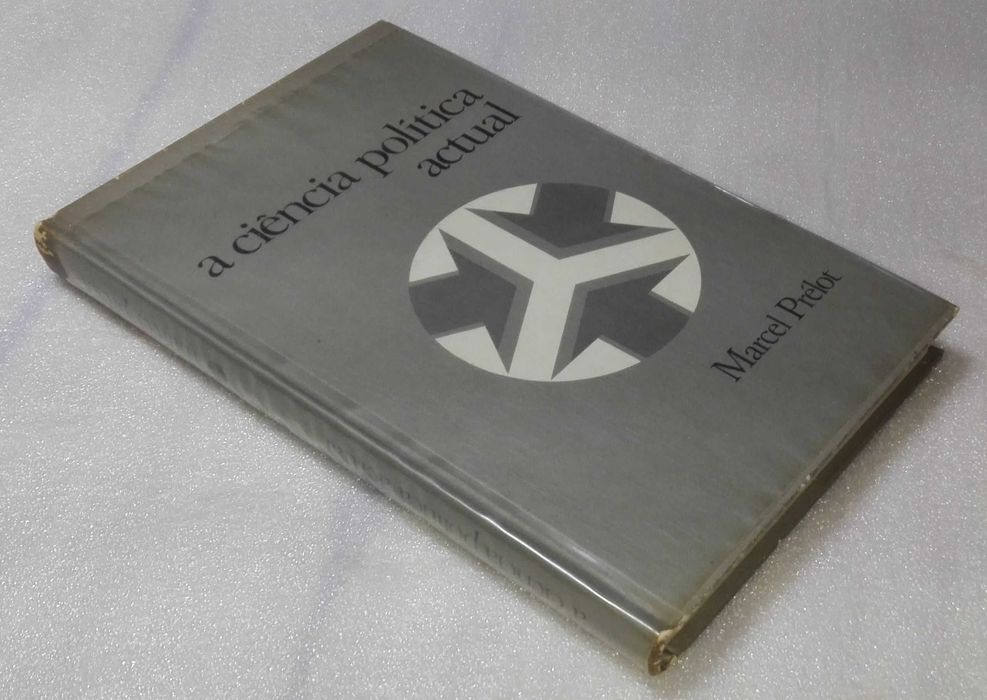 a ciência política
actual
Marcel Prélot